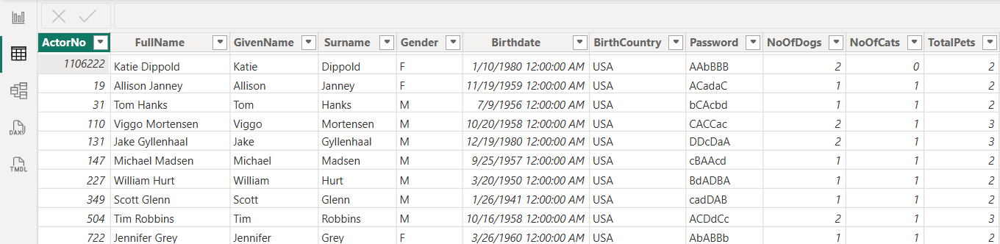 ActorNo FullName GivenName Surname Gender Birthdate BirthCountry Password NoOfDogs NoOfCats TotalPets
1106222 Katie Dippold Katie Dippold F 1/10/1980 12:00:00 AM USA AAbBBB 2 0 2
19 Allison Janney Allison Janney F 11/19/1959 12:00:00 AM USA ACadaC 1 1 2
31 Tom Hanks Tom Hanks M 7/9/1956 12:00:00 AM USA bCAcbd 1 1 2
110 Viggo Mortensen Viggo Mortensen M 10/20/1958 12:00:00 AM USA CACCac 2 1 3
131 Jake Gyllenhaal Jake Gyllenhaal M 12/19/1980 12:00:00 AM USA DDcDaA 2 1 3
DAX
147 Michael Madsen Michael Madsen M 9/25/1957 12:00:00 AM USA cBAAcd 1 1 2
TMDL
227 William Hurt William Hurt M 3/20/1950 12:00:00 AM USA BdADBA 1 1 2
349 Scott Glenn Scott Glenn M 1/26/1941 12:00:00 AM USA cadDAB 1 1 2
504 Tim Robbins Tim Robbins M 10/16/1958 12:00:00 AM USA ACDdCc 2 1 3
722 Jennifer Grey Jennifer Grey F 3/26/1960 12:00:00 AM USA AbABBb 1 1 2